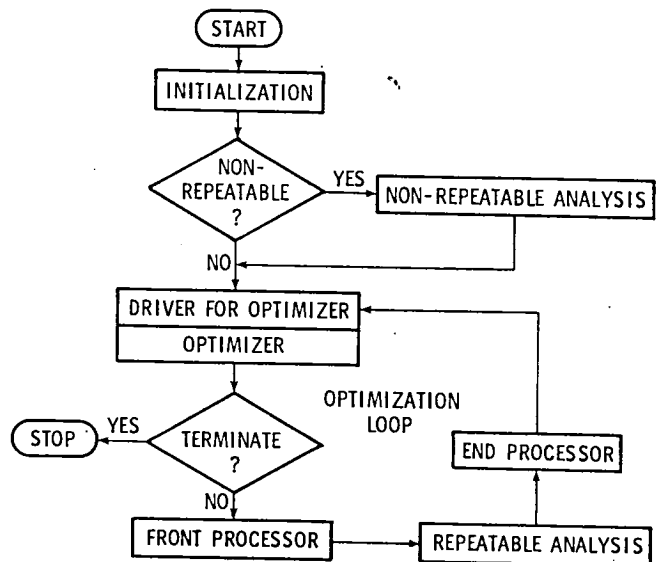 START
INITIALIZATION
NON-
REPEATABLE
?
YES
NON-REPEATABLE ANALYSIS
NO
DRIVER FOR OPTIMIZER
OPTIMIZER
OPTIMIZATION
LOOP
YES
STOP
TERMINATE
?
END PROCESSOR
NO
FRONT PROCESSOR
REPEATABLE ANALYSIS